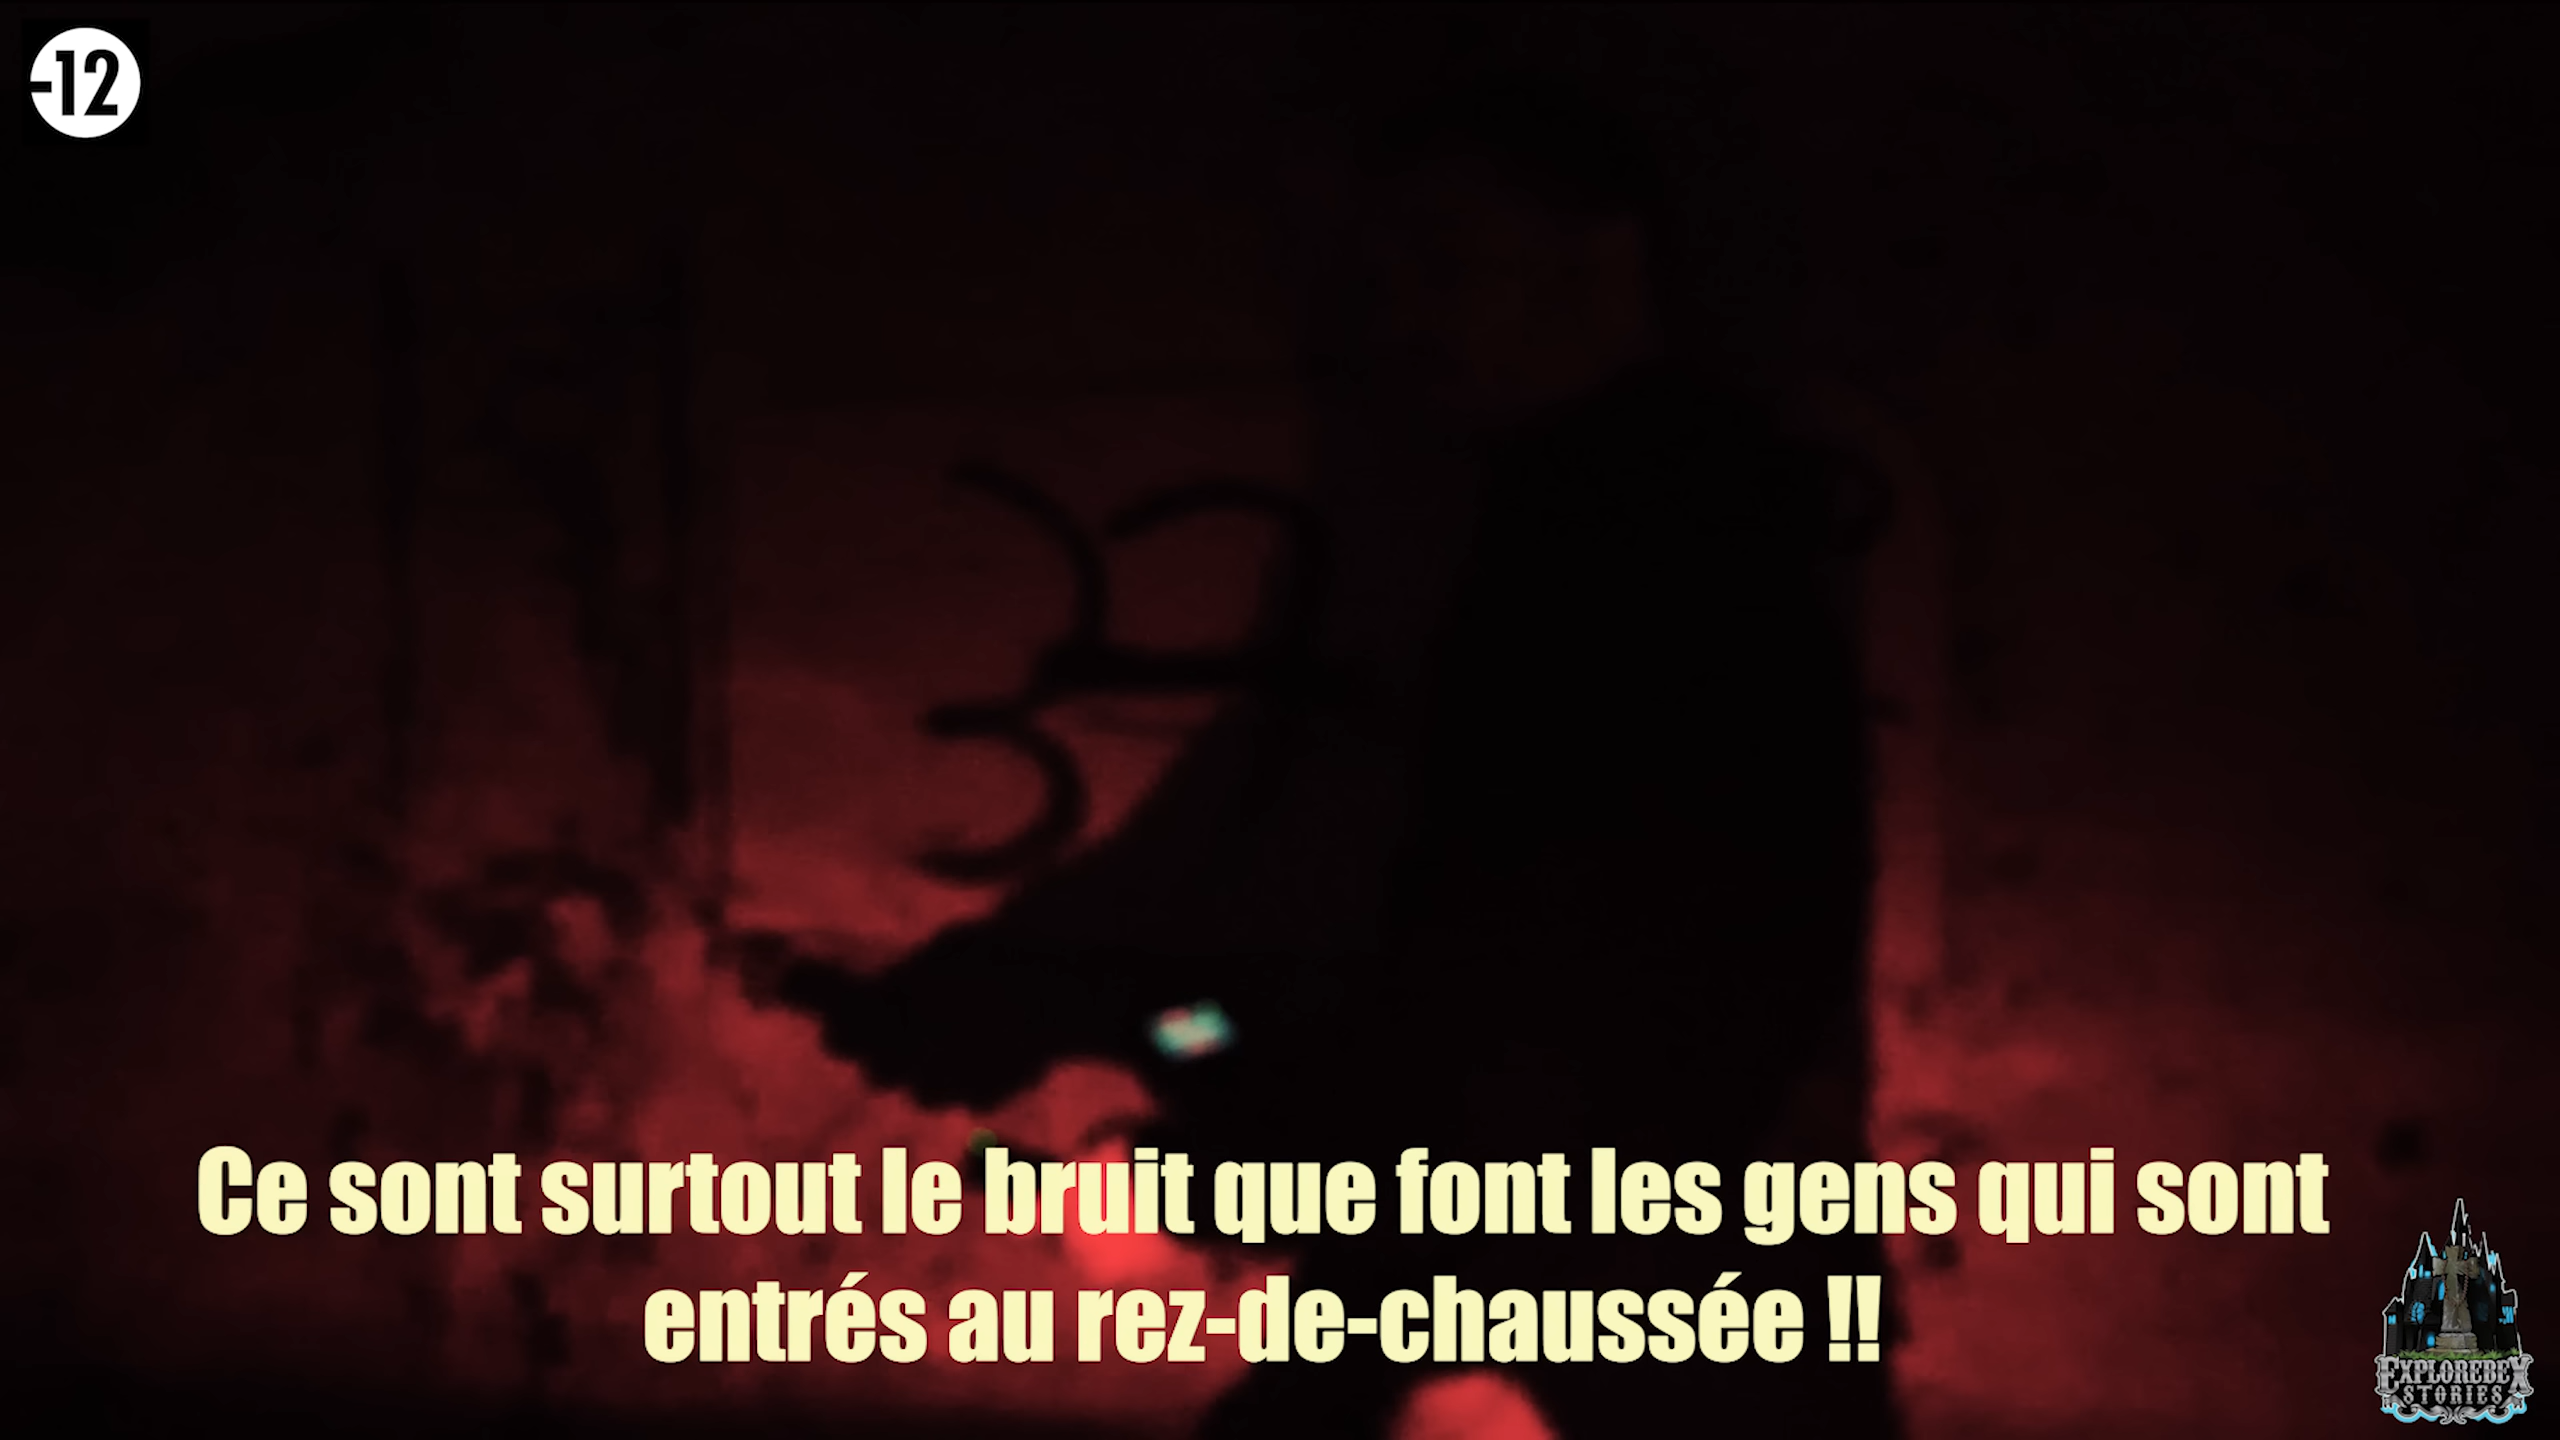 -12
Ce sont surtout le bruit que font les gens qui sont
entrés au rez-de-chaussée !!
EXPLOREBEX
STORIES